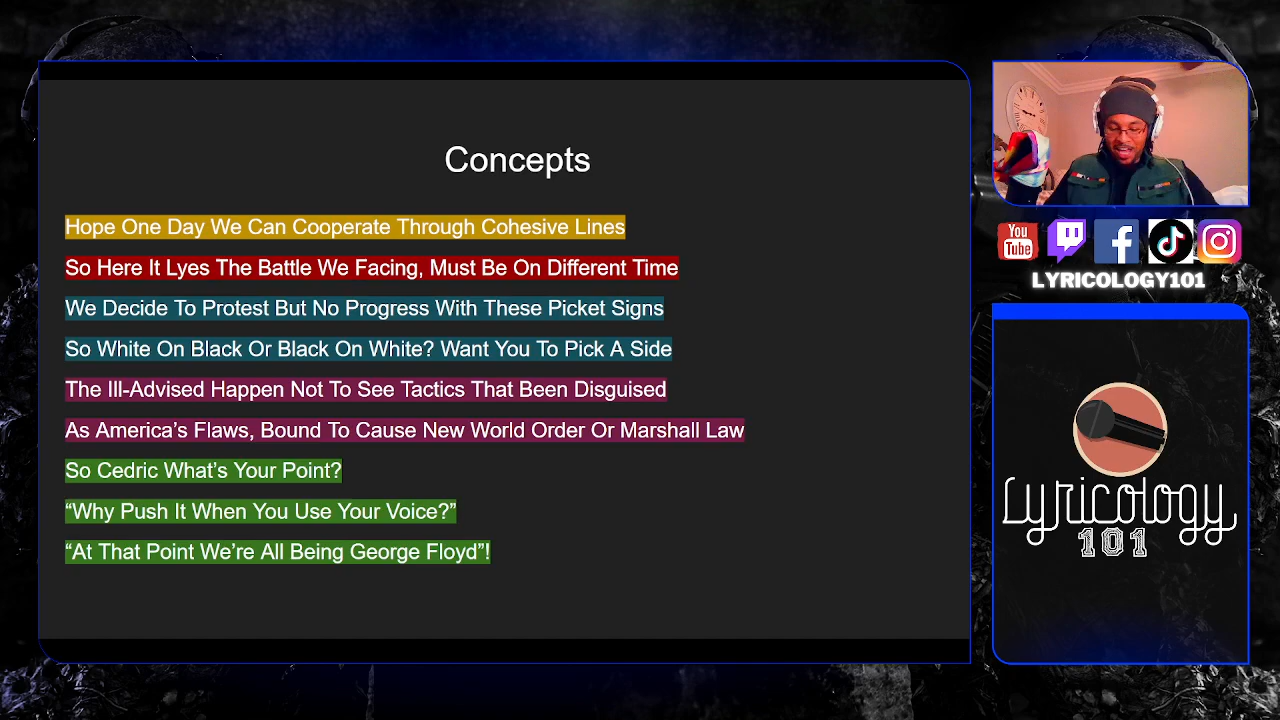 Concepts
Hope One Day We Can Cooperate Through Cohesive Lines
So Here It Lyes The Battle We Facing, Must Be On Different Time
We Decide To Protest But No Progress With These Picket Signs
So White On Black Or Black On White? Want You To Pick A Side
The Ill-Advised Happen Not To See Tactics That Been Disguised
As America’s Flaws, Bound To Cause New World Order Or Marshall Law
So Cedric What’s Your Point?
“Why Push It When You Use Your Voice?”
“At That Point We’re All Being George Floyd”!
You
Tube
LYRICOLOGY101
Lyricology
101